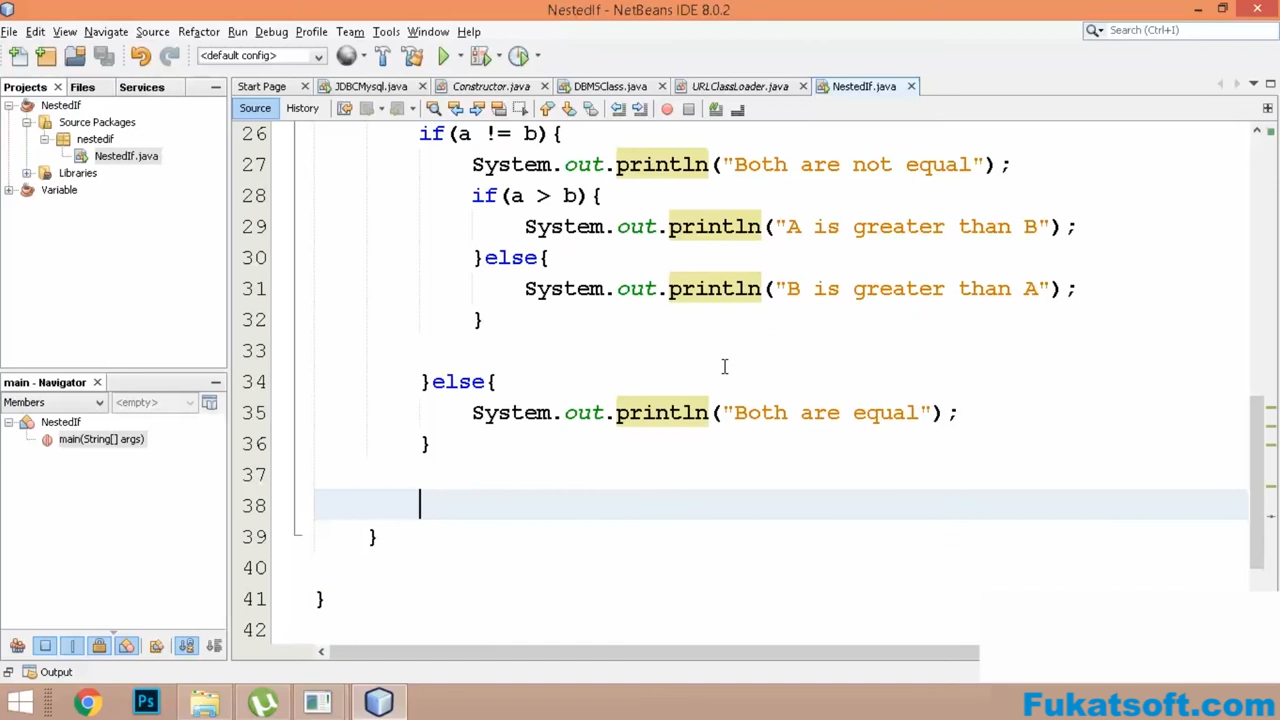 NestedIf - NetBeans IDE 8.0.2
File Edit View Navigate Source Refactor Run Debug Profile Team Tools Window Help
Search (Ctrl+I)
<default config>
Projects Files Services
Start Page JDBCMysql.java Constructor.java DBMSClass.java URLClassLoader.java NestedIf.java
Source History
NestedIf
Source Packages
nestedif
NestedIf.java
Libraries
Variable
26 if(a != b){
27 System.out.println("Both are not equal");
28 if(a > b){
29 System.out.println("A is greater than B");
30 }else{
31 System.out.println("B is greater than A");
32 }
33
34 }else{
35 System.out.println("Both are equal");
36 }
37
38
39 }
40
41 }
42
main - Navigator
Members <empty>
NestedIf
main(String[] args)
Output
Ps
Fukatsoft.com